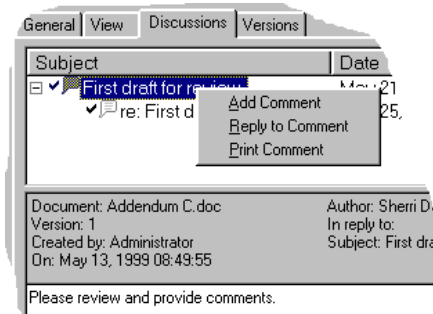 General View Discussions Versions
Subject Date
First draft for review May 21
re: First d 25,
Add Comment
Reply to Comment
Print Comment
Document: Addendum C.doc Author: Sherri D
Version: 1 In reply to:
Created by: Administrator Subject: First dra
On: May 13, 1999 08:49:55
Please review and provide comments.